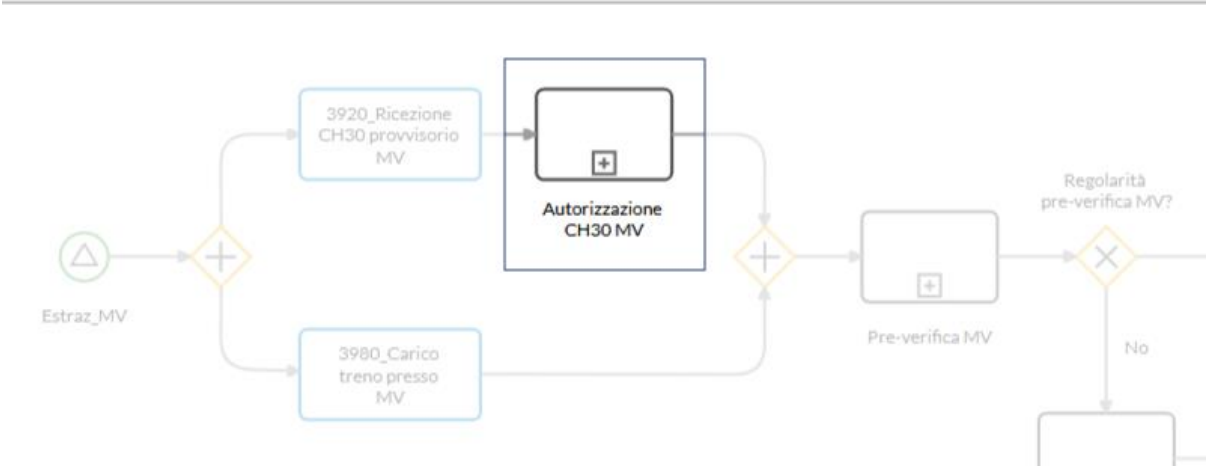 3920_Ricezione
CH30 provvisorio
MV
Autorizzazione
CH30 MV
Regolarità
pre-verifica MV?
Estraz_MV
3980_Carico
treno presso
MV
Pre-verifica MV
No